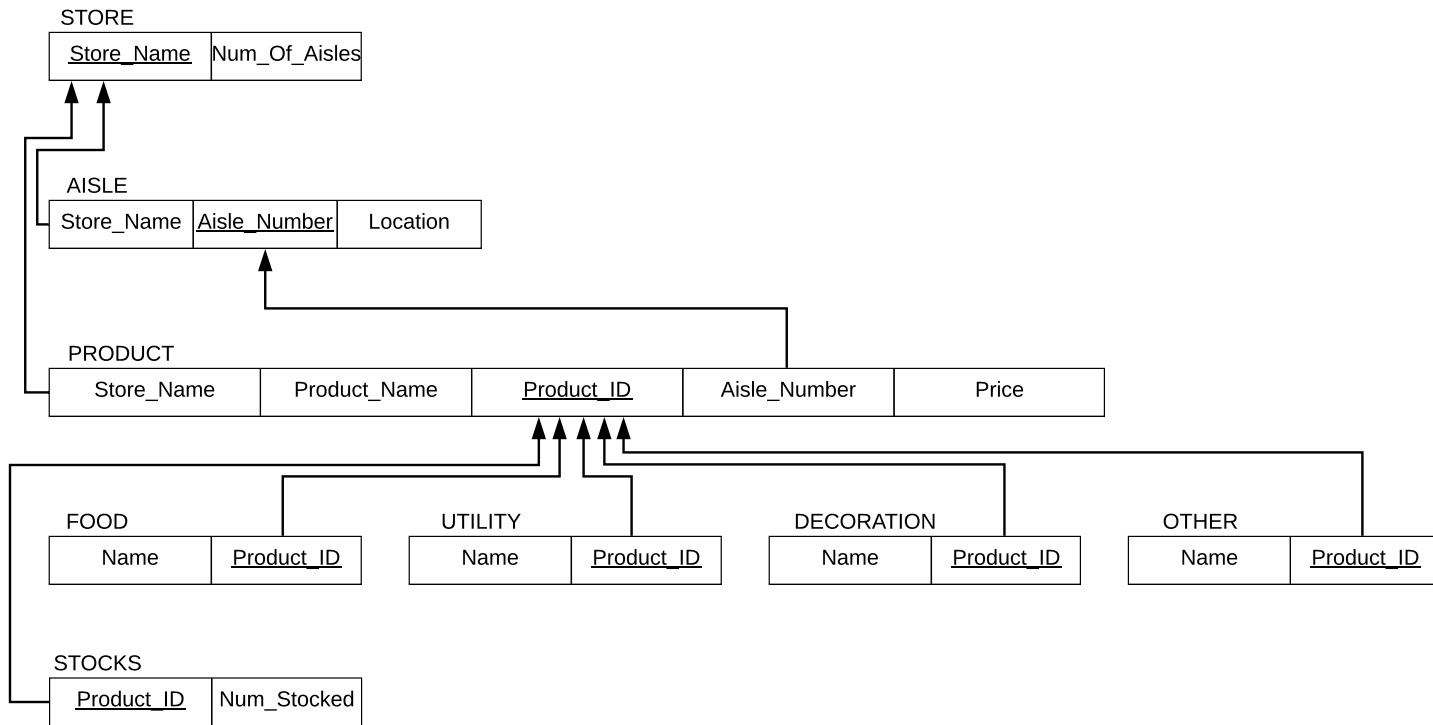 STORE
Store_Name Num_Of_Aisles
AISLE
Store_Name Aisle_Number Location
PRODUCT
Store_Name Product_Name Product_ID Aisle_Number Price
FOOD UTILITY DECORATION OTHER
Name Product_ID Name Product_ID Name Product_ID Name Product_ID
STOCKS
Product_ID Num_Stocked